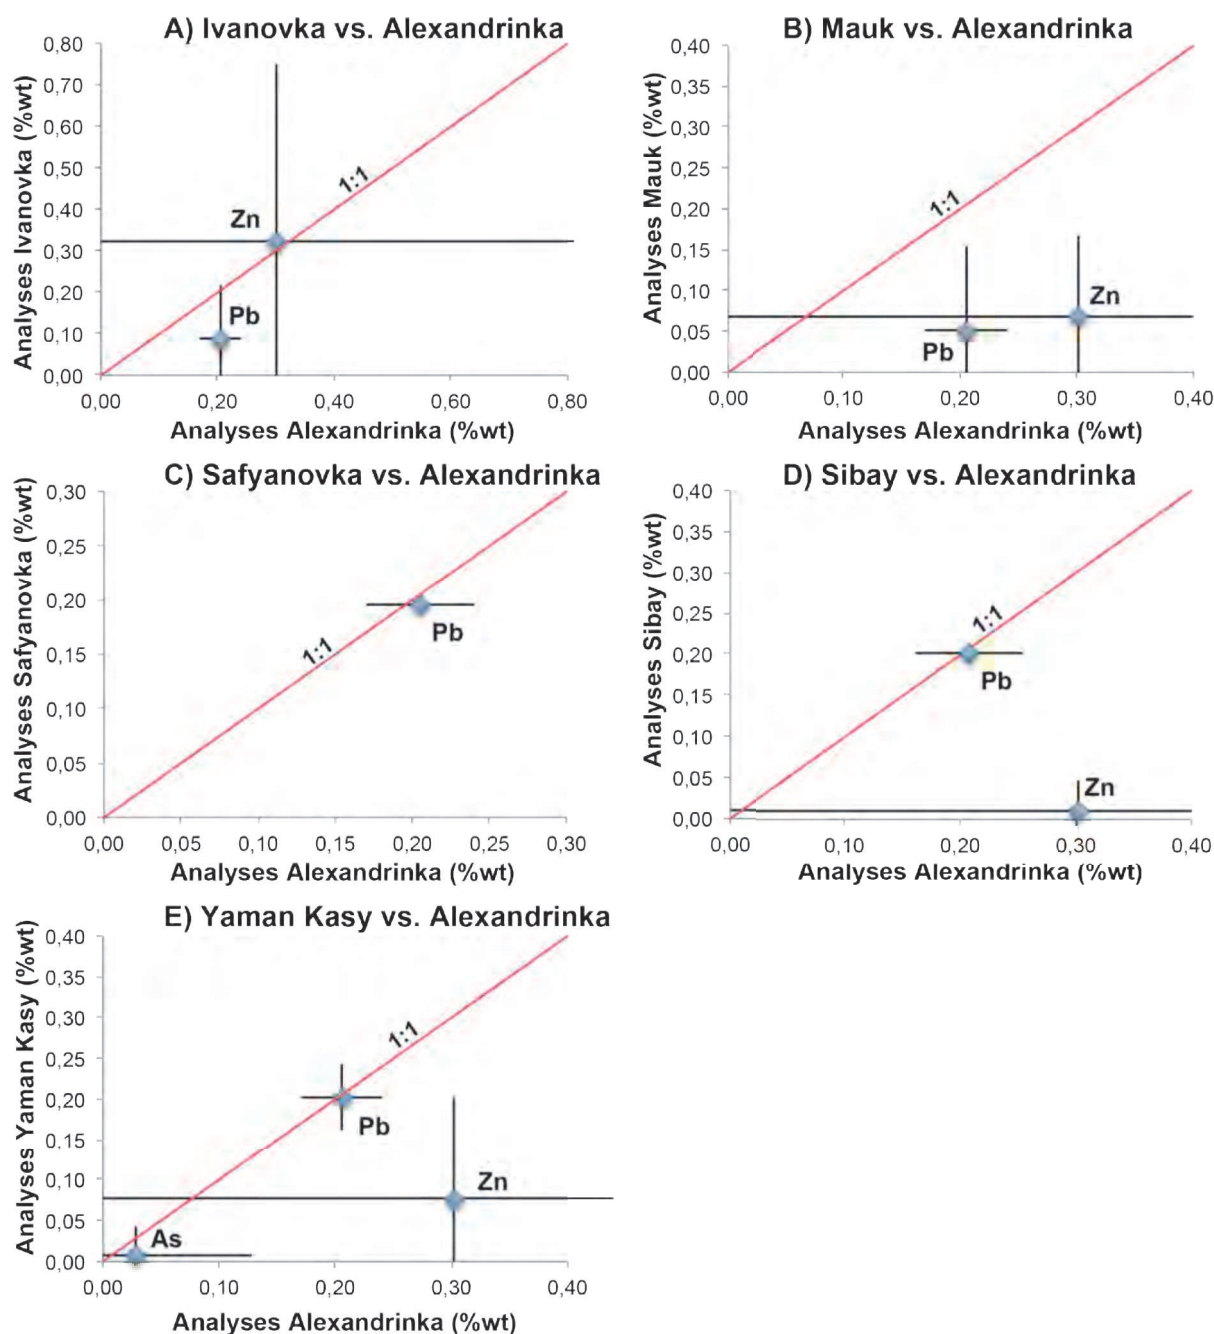 A) Ivanovka vs. Alexandrinka
Analyses Ivanovka (%wt)
0,80
0,70
0,60
0,50
0,40
0,30
0,20
0,10
0,00
1:1
Zn
Pb
0,00 0,20 0,40 0,60 0,80
Analyses Alexandrinka (%wt)
B) Mauk vs. Alexandrinka
Analyses Mauk (%wt)
0,40
0,35
0,30
0,25
0,20
0,15
0,10
0,05
0,00
1:1
Zn
Pb
0,00 0,10 0,20 0,30 0,40
Analyses Alexandrinka (%wt)
C) Safyanovka vs. Alexandrinka
Analyses Safyanovka (%wt)
0,30
0,25
0,20
0,15
0,10
0,05
0,00
1:1
Pb
0,00 0,05 0,10 0,15 0,20 0,25 0,30
Analyses Alexandrinka (%wt)
D) Sibay vs. Alexandrinka
Analyses Sibay (%wt)
0,40
0,35
0,30
0,25
0,20
0,15
0,10
0,05
0,00
1:1
Pb
Zn
0,00 0,10 0,20 0,30 0,40
Analyses Alexandrinka (%wt)
E) Yaman Kasy vs. Alexandrinka
Analyses Yaman Kasy (%wt)
0,40
0,35
0,30
0,25
0,20
0,15
0,10
0,05
0,00
1:1
Pb
Zn
As
0,00 0,10 0,20 0,30 0,40
Analyses Alexandrinka (%wt)